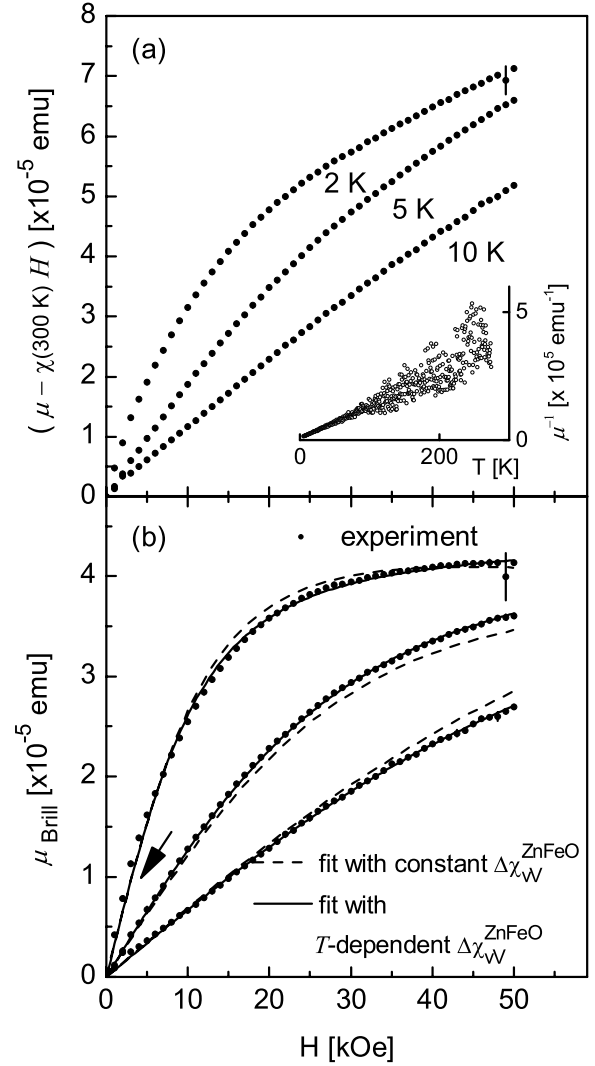 8
(a)
7
6
5
4
3
2
1
0
( μ − χ(300 K) H ) [x10⁻⁵ emu]
2 K
5 K
10 K
5
0
μ⁻¹ [x 10⁵ emu⁻¹]
0
200
T [K]
(b)
experiment
4
3
2
1
0
μ Brill [x10⁻⁵ emu]
fit with constant Δχ_VV^ZnFeO
fit with
T-dependent Δχ_VV^ZnFeO
0 10 20 30 40 50
H [kOe]